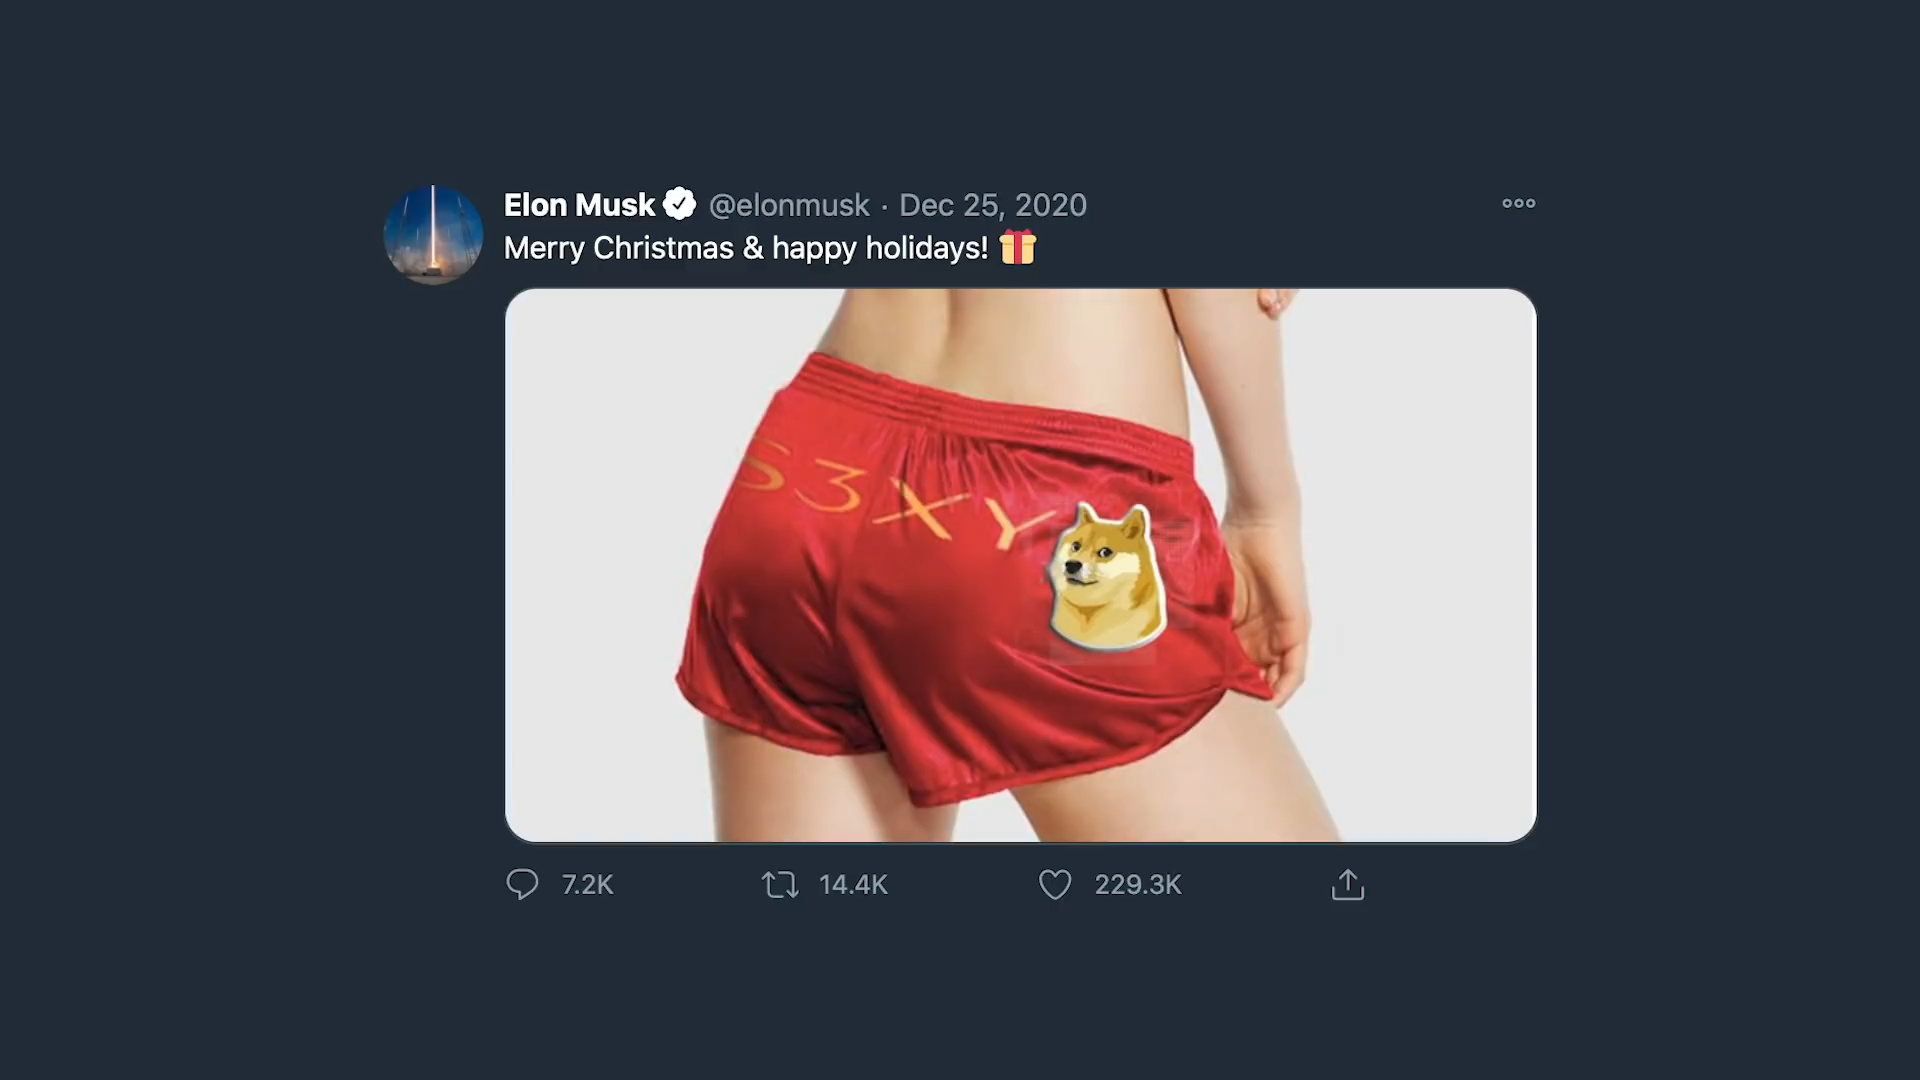 Elon Musk @elonmusk · Dec 25, 2020
Merry Christmas & happy holidays! 🎁
S3XY
7.2K 14.4K 229.3K